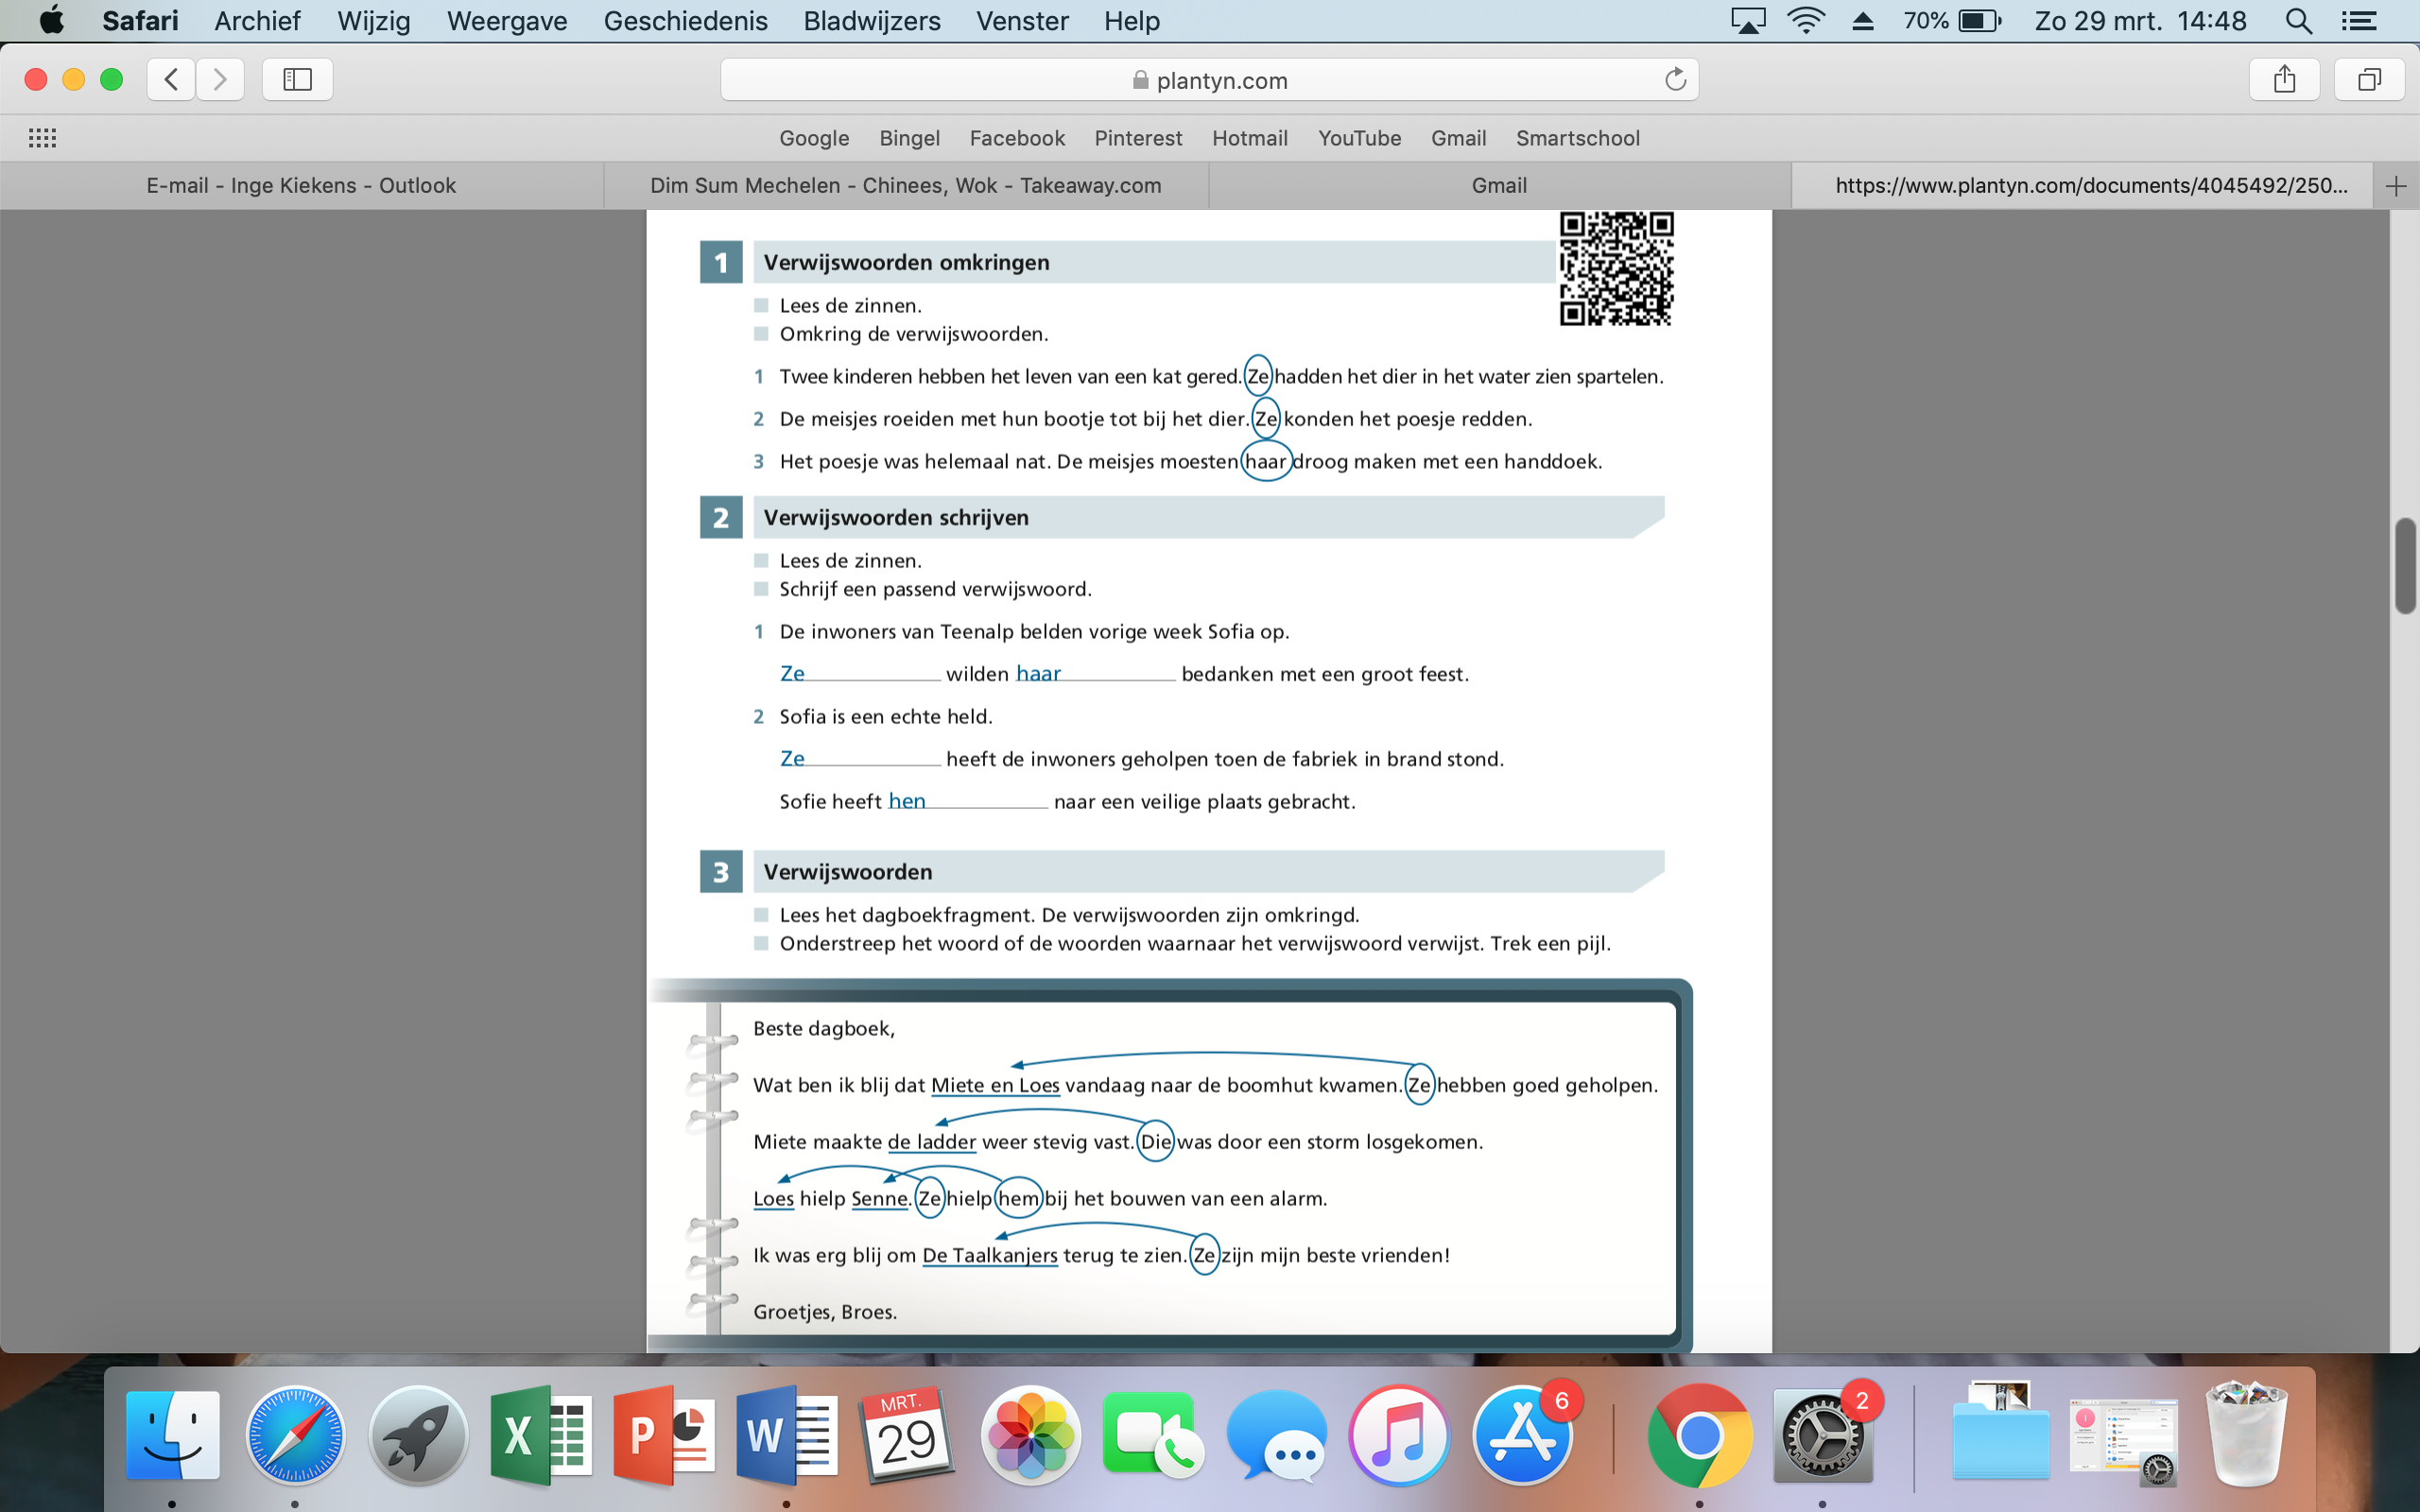 Safari Archief Wijzig Weergave Geschiedenis Bladwijzers Venster Help 70% Zo 29 mrt. 14:48
plantyn.com
Google Bingel Facebook Pinterest Hotmail YouTube Gmail Smartschool
E-mail - Inge Kiekens - Outlook Dim Sum Mechelen - Chinees, Wok - Takeaway.com Gmail https://www.plantyn.com/documents/4045492/250...
1 Verwijswoorden omkringen
Lees de zinnen.
Omkring de verwijswoorden.
1 Twee kinderen hebben het leven van een kat gered. Ze hadden het dier in het water zien spartelen.
2 De meisjes roeiden met hun bootje tot bij het dier. Ze konden het poesje redden.
3 Het poesje was helemaal nat. De meisjes moesten haar droog maken met een handdoek.
2 Verwijswoorden schrijven
Lees de zinnen.
Schrijf een passend verwijswoord.
1 De inwoners van Teenalp belden vorige week Sofia op.
Ze wilden haar bedanken met een groot feest.
2 Sofia is een echte held.
Ze heeft de inwoners geholpen toen de fabriek in brand stond.
Sofie heeft hen naar een veilige plaats gebracht.
3 Verwijswoorden
Lees het dagboekfragment. De verwijswoorden zijn omkringd.
Onderstreep het woord of de woorden waarnaar het verwijswoord verwijst. Trek een pijl.
Beste dagboek,
Wat ben ik blij dat Miete en Loes vandaag naar de boomhut kwamen. Ze hebben goed geholpen.
Miete maakte de ladder weer stevig vast. Die was door een storm losgekomen.
Loes hielp Senne. Ze hielp hem bij het bouwen van een alarm.
Ik was erg blij om De Taalkanjers terug te zien. Ze zijn mijn beste vrienden!
Groetjes, Broes.
X P W MRT. 29 6 2